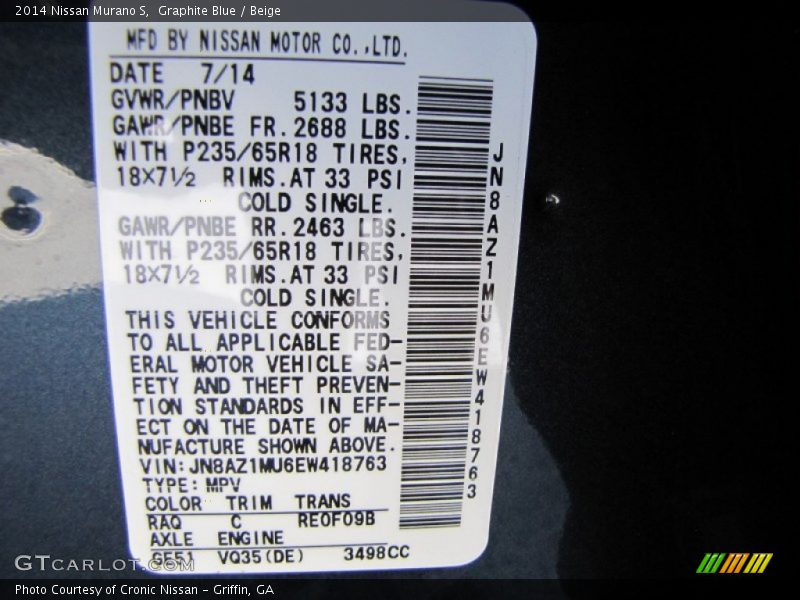 2014 Nissan Murano S, Graphite Blue / Beige
MFD BY NISSAN MOTOR CO.,LTD.
DATE 7/14
GVWR/PNBV 5133 LBS.
GAWR/PNBE FR. 2688 LBS.
WITH P235/65R18 TIRES,
18X7½ RIMS. AT 33 PSI
COLD SINGLE.
GAWR/PNBE RR. 2463 LBS.
WITH P235/65R18 TIRES,
18X7½ RIMS. AT 33 PSI
COLD SINGLE.
THIS VEHICLE CONFORMS
TO ALL APPLICABLE FED-
ERAL MOTOR VEHICLE SA-
FETY AND THEFT PREVEN-
TION STANDARDS IN EFF-
ECT ON THE DATE OF MA-
NUFACTURE SHOWN ABOVE.
VIN: JN8AZ1MU6EW418763
TYPE: MPV
COLOR TRIM TRANS
RAQ C RE0F09B
AXLE ENGINE
GF51 VQ35(DE) 3498CC
JN8AZ1MU6EW418763
GTCARLOT.COM
Photo Courtesy of Cronic Nissan - Griffin, GA